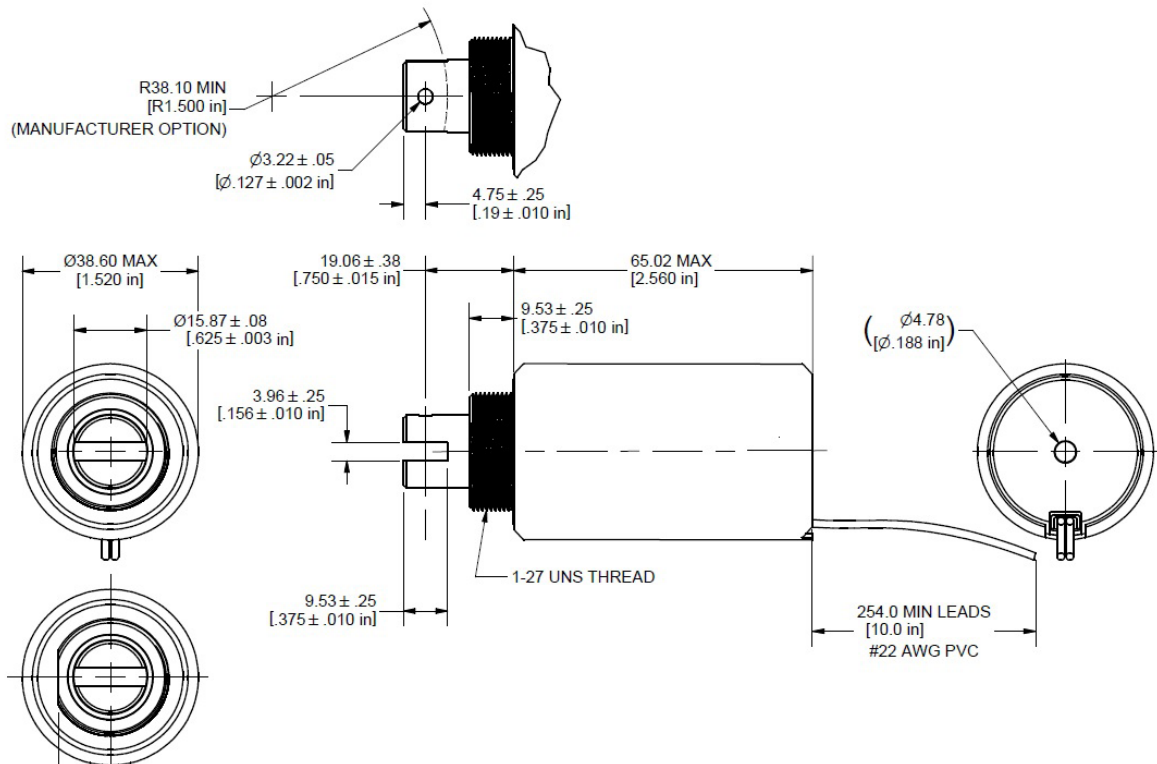 R38.10 MIN
[R1.500 in]
(MANUFACTURER OPTION)
Ø3.22± .05
[Ø.127± .002 in]
4.75± .25
[.19± .010 in]
Ø38.60 MAX
[1.520 in]
19.06± .38
[.750± .015 in]
65.02 MAX
[2.560 in]
9.53± .25
[.375± .010 in]
Ø15.87± .08
[.625± .003 in]
(Ø4.78
[Ø.188 in])
3.96± .25
[.156± .010 in]
1-27 UNS THREAD
9.53± .25
[.375± .010 in]
254.0 MIN LEADS
[10.0 in]
#22 AWG PVC